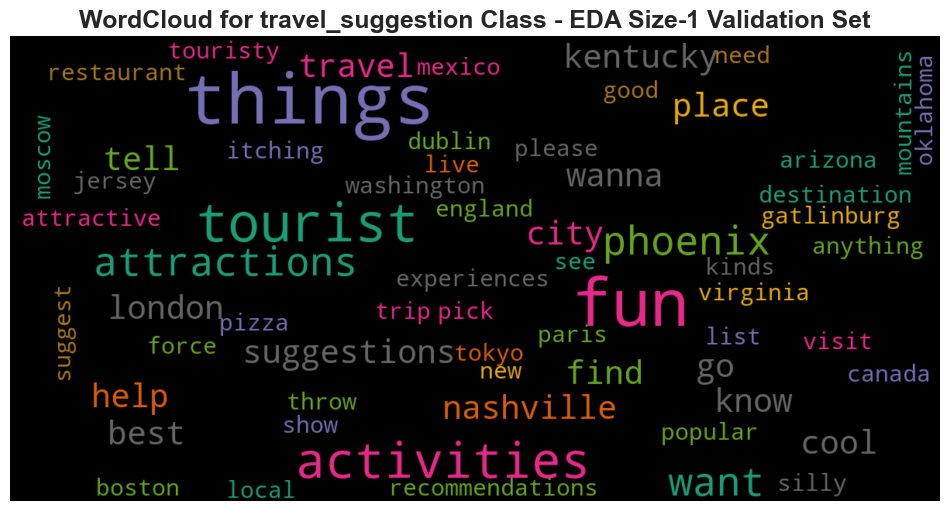 WordCloud for travel_suggestion Class - EDA Size-1 Validation Set
touristy
travel
mexico
kentucky
need
restaurant
things
good
place
mountains
oklahoma
moscow
tell
itching
dublin
live
please
arizona
jersey
washington
wanna
destination
attractive
tourist
england
city
phoenix
gatlinburg
anything
attractions
experiences
see
kinds
suggest
london
pizza
trip
pick
fun
virginia
force
suggestions
tokyo
paris
list
visit
new
find
go
canada
help
throw
nashville
know
best
show
popular
cool
activities
boston
local
recommendations
want
silly